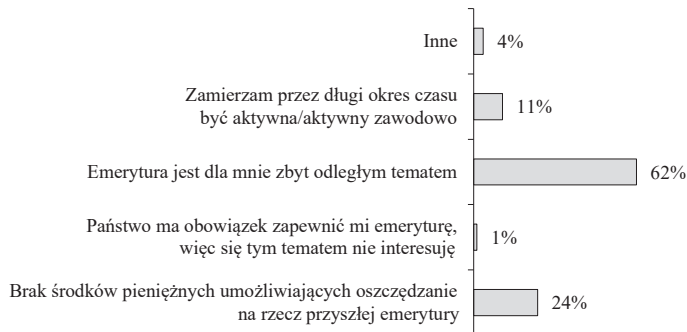 Inne 4%
Zamierzam przez długi okres czasu
być aktywna/aktywny zawodowo 11%
Emerytura jest dla mnie zbyt odległym tematem 62%
Państwo ma obowiązek zapewnić mi emeryturę,
więc się tym tematem nie interesuję 1%
Brak środków pieniężnych umożliwiających oszczędzanie
na rzecz przyszłej emerytury 24%